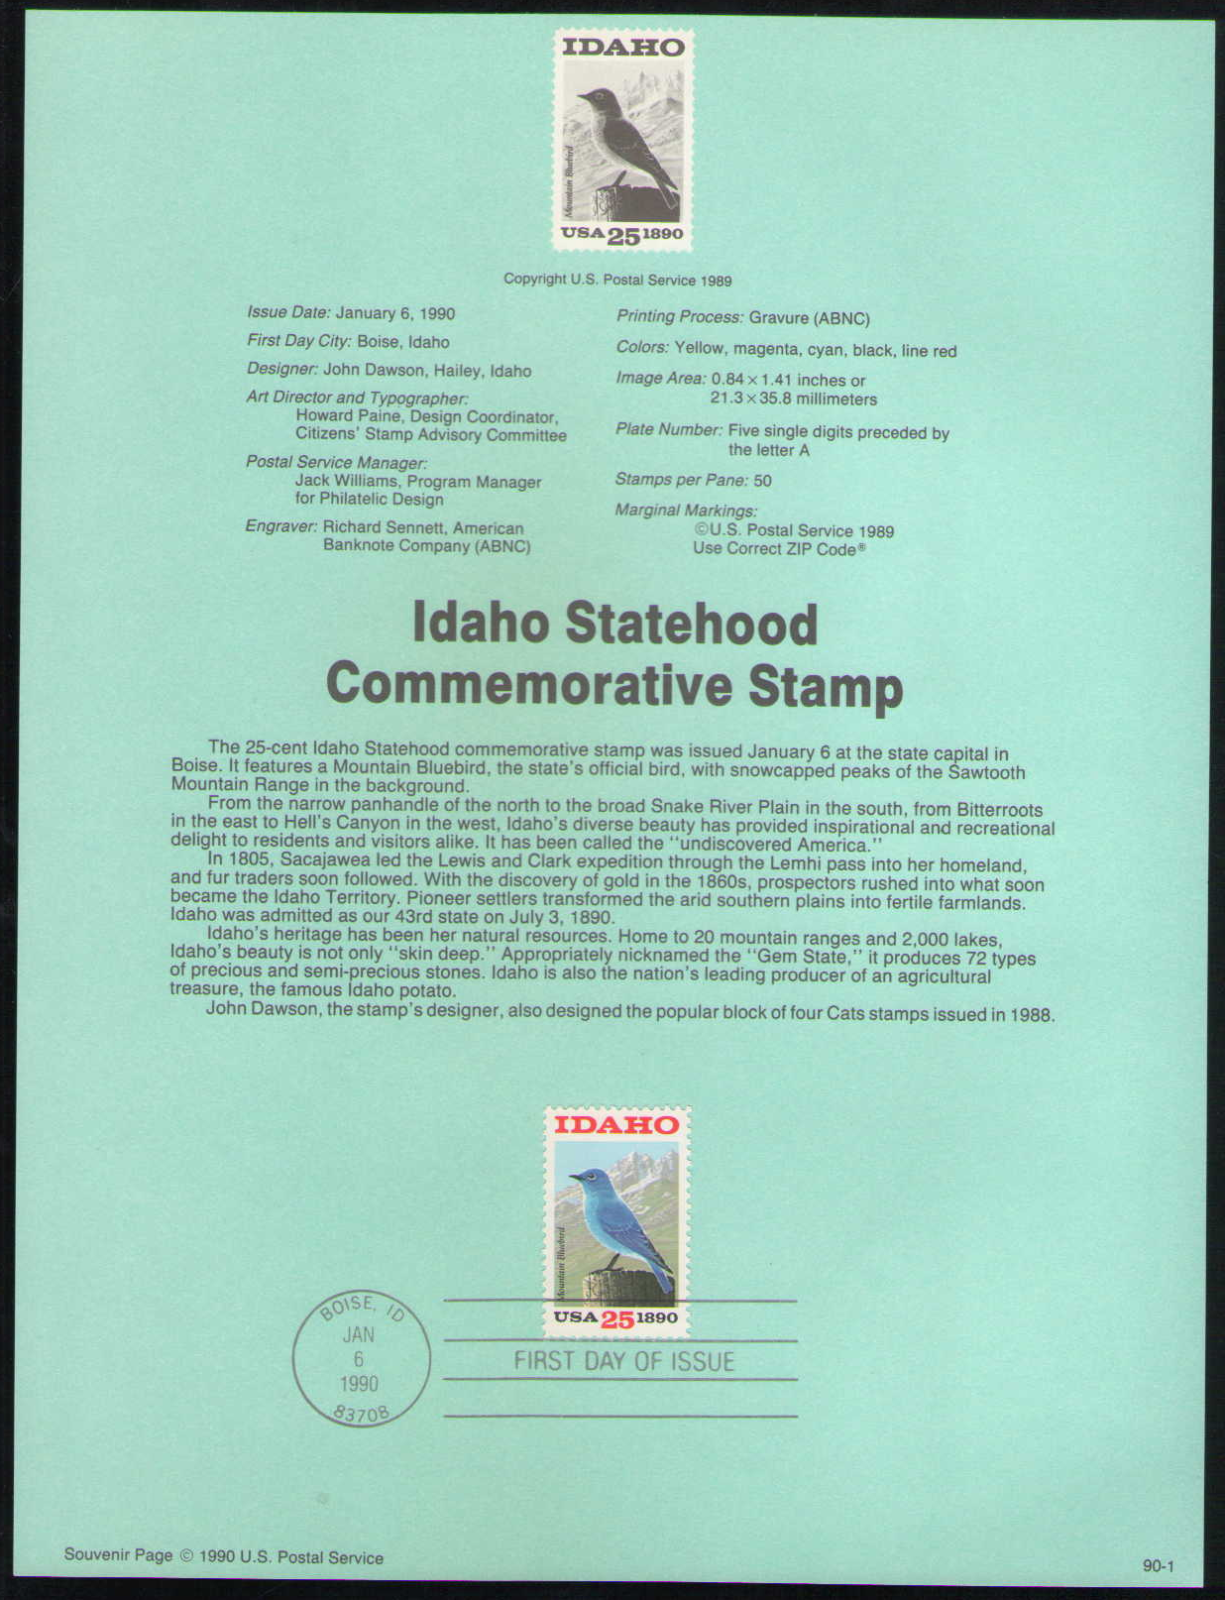 IDAHO
Mountain Bluebird
USA 25 1890
Copyright U.S. Postal Service 1989
Issue Date: January 6, 1990
First Day City: Boise, Idaho
Designer: John Dawson, Hailey, Idaho
Art Director and Typographer:
Howard Paine, Design Coordinator,
Citizens' Stamp Advisory Committee
Postal Service Manager:
Jack Williams, Program Manager
for Philatelic Design
Engraver: Richard Sennett, American
Banknote Company (ABNC)
Printing Process: Gravure (ABNC)
Colors: Yellow, magenta, cyan, black, line red
Image Area: 0.84 × 1.41 inches or
21.3 × 35.8 millimeters
Plate Number: Five single digits preceded by
the letter A
Stamps per Pane: 50
Marginal Markings:
©U.S. Postal Service 1989
Use Correct ZIP Code®
Idaho Statehood
Commemorative Stamp
The 25-cent Idaho Statehood commemorative stamp was issued January 6 at the state capital in
Boise. It features a Mountain Bluebird, the state's official bird, with snowcapped peaks of the Sawtooth
Mountain Range in the background.
From the narrow panhandle of the north to the broad Snake River Plain in the south, from Bitterroots
in the east to Hell's Canyon in the west, Idaho's diverse beauty has provided inspirational and recreational
delight to residents and visitors alike. It has been called the "undiscovered America."
In 1805, Sacajawea led the Lewis and Clark expedition through the Lemhi pass into her homeland,
and fur traders soon followed. With the discovery of gold in the 1860s, prospectors rushed into what soon
became the Idaho Territory. Pioneer settlers transformed the arid southern plains into fertile farmlands.
Idaho was admitted as our 43rd state on July 3, 1890.
Idaho's heritage has been her natural resources. Home to 20 mountain ranges and 2,000 lakes,
Idaho's beauty is not only "skin deep." Appropriately nicknamed the "Gem State," it produces 72 types
of precious and semi-precious stones. Idaho is also the nation's leading producer of an agricultural
treasure, the famous Idaho potato.
John Dawson, the stamp's designer, also designed the popular block of four Cats stamps issued in 1988.
IDAHO
Mountain Bluebird
USA 25 1890
BOISE, ID
JAN
6
1990
83708
FIRST DAY OF ISSUE
Souvenir Page © 1990 U.S. Postal Service
90-1